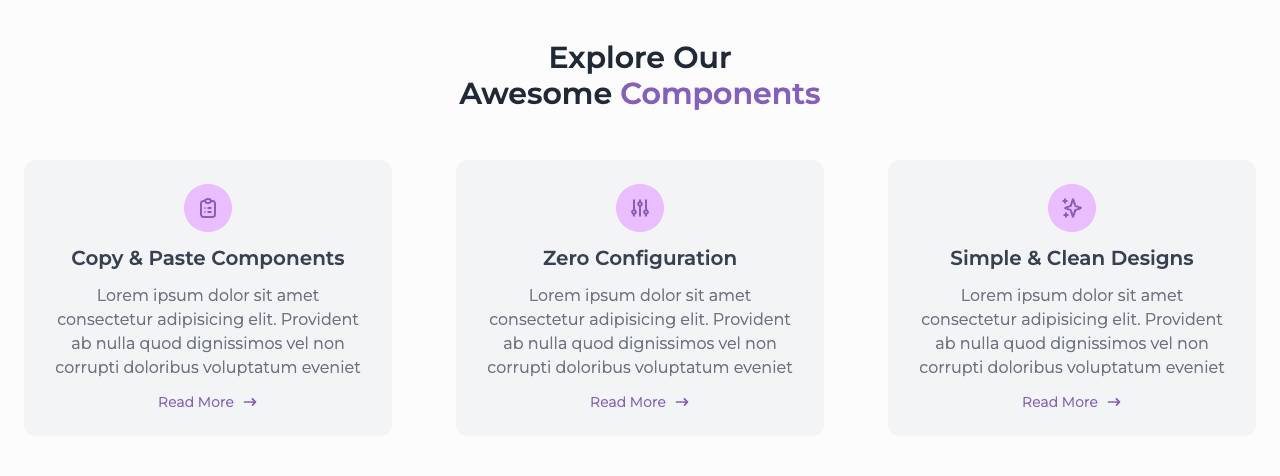 Explore Our
Awesome Components
Copy & Paste Components
Lorem ipsum dolor sit amet
consectetur adipisicing elit. Provident
ab nulla quod dignissimos vel non
corrupti doloribus voluptatum eveniet
Read More
Zero Configuration
Lorem ipsum dolor sit amet
consectetur adipisicing elit. Provident
ab nulla quod dignissimos vel non
corrupti doloribus voluptatum eveniet
Read More
Simple & Clean Designs
Lorem ipsum dolor sit amet
consectetur adipisicing elit. Provident
ab nulla quod dignissimos vel non
corrupti doloribus voluptatum eveniet
Read More